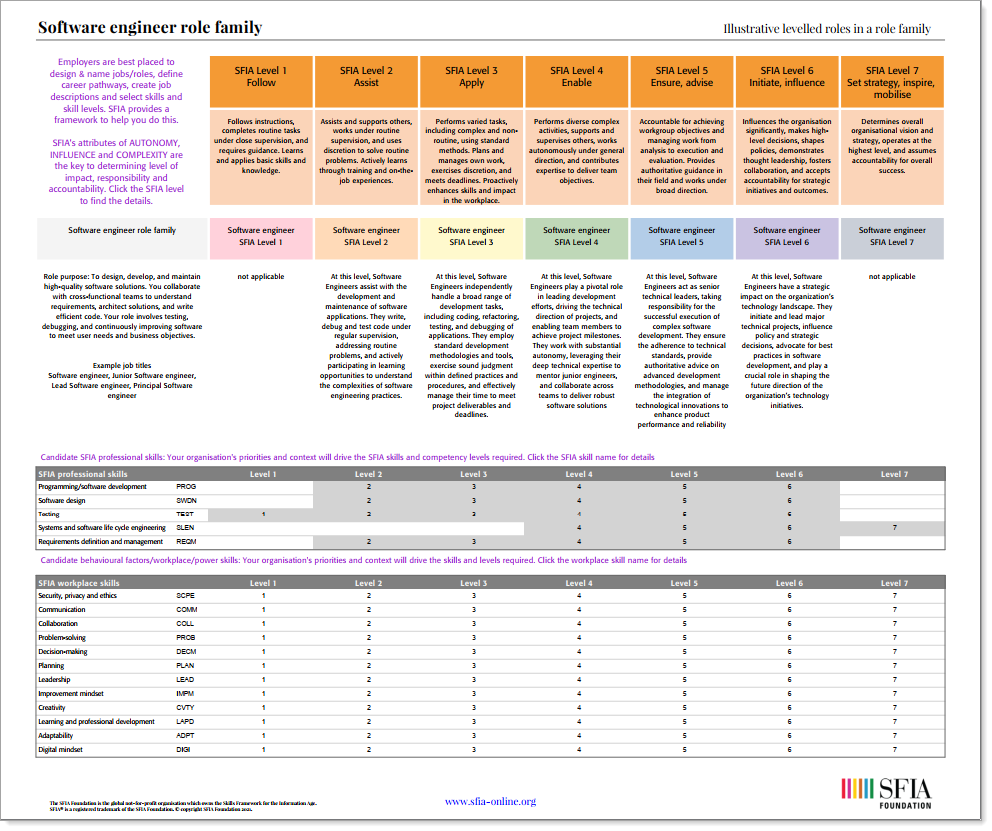 Software engineer role family
Illustrative levelled roles in a role family
Employers are best placed to
design & name jobs/roles, define
career pathways, create job
descriptions and select skills and
skill levels. SFIA provides a
framework to help you do this.
SFIA's attributes of AUTONOMY,
INFLUENCE and COMPLEXITY are
the key to determining level of
impact, responsibility and
accountability. Click the SFIA level
to find the details.
SFIA Level 1
Follow
SFIA Level 2
Assist
SFIA Level 3
Apply
SFIA Level 4
Enable
SFIA Level 5
Ensure, advise
SFIA Level 6
Initiate, influence
SFIA Level 7
Set strategy, inspire,
mobilise
Follows instructions,
completes routine tasks
under close supervision, and
requires guidance. Learns
and applies basic skills and
knowledge.
Assists and supports others,
works under routine
supervision, and uses
discretion to solve routine
problems. Actively learns
through training and on-the-
job experiences.
Performs varied tasks,
including complex and non-
routine, using standard
methods. Plans and
manages own work,
exercises discretion, and
meets deadlines. Proactively
enhances skills and impact
in the workplace.
Performs diverse complex
activities, supports and
supervises others, works
autonomously under general
direction, and contributes
expertise to deliver team
objectives.
Accountable for achieving
workgroup objectives and
managing work from
analysis to execution and
evaluation. Provides
authoritative guidance in
their field and works under
broad direction.
Influences the organisation
significantly, makes high-
level decisions, shapes
policies, demonstrates
thought leadership, fosters
collaboration, and accepts
accountability for strategic
initiatives and outcomes.
Determines overall
organisational vision and
strategy, operates at the
highest level, and assumes
accountability for overall
success.
Software engineer role family
Software engineer
SFIA Level 1
Software engineer
SFIA Level 2
Software engineer
SFIA Level 3
Software engineer
SFIA Level 4
Software engineer
SFIA Level 5
Software engineer
SFIA Level 6
Software engineer
SFIA Level 7
Role purpose: To design, develop, and maintain
high-quality software solutions. You collaborate
with cross-functional teams to understand
requirements, architect solutions, and write
efficient code. Your role involves testing,
debugging, and continuously improving software
to meet user needs and business objectives.
Example job titles
Software engineer, Junior Software engineer,
Lead Software engineer, Principal Software
engineer
not applicable
At this level, Software
Engineers assist with the
development and
maintenance of software
applications. They write,
debug and test code under
regular supervision,
addressing routine
problems, and actively
participating in learning
opportunities to understand
the complexities of software
engineering practices.
At this level, Software
Engineers independently
handle a broad range of
development tasks,
including coding, refactoring,
testing, and debugging of
applications. They employ
standard development
methodologies and tools,
exercise sound judgment
within defined practices and
procedures, and effectively
manage their time to meet
project deliverables and
deadlines.
At this level, Software
Engineers play a pivotal role
in leading development
efforts, driving the technical
direction of projects, and
enabling team members to
achieve project milestones.
They work with substantial
autonomy, leveraging their
deep technical expertise to
mentor junior engineers,
and collaborate across
teams to deliver robust
software solutions
At this level, Software
Engineers act as senior
technical leaders, taking
responsibility for the
successful execution of
complex software
development. They ensure
the adherence to technical
standards, provide
authoritative advice on
advanced development
methodologies, and manage
the integration of
technological innovations to
enhance product
performance and reliability
At this level, Software
Engineers have a strategic
impact on the organization's
technology landscape. They
initiate and lead major
technical projects, influence
policy and strategic
decisions, advocate for best
practices in software
development, and play a
crucial role in shaping the
future direction of the
organization's technology
initiatives.
not applicable
Candidate SFIA professional skills: Your organisation's priorities and context will drive the SFIA skills and competency levels required. Click the SFIA skill name for details
SFIA professional skills Level 1 Level 2 Level 3 Level 4 Level 5 Level 6 Level 7
Programming/software development PROG 2 3 4 5 6
Software design SWDN 2 3 4 5 6
Testing TEST 1 2 3 4 5 6
Systems and software life cycle engineering SLEN 4 5 6 7
Requirements definition and management REQM 2 3 4 5 6
Candidate behavioural factors/workplace/power skills: Your organisation's priorities and context will drive the skills and levels required. Click the workplace skill name for details
SFIA workplace skills Level 1 Level 2 Level 3 Level 4 Level 5 Level 6 Level 7
Security, privacy and ethics SCPE 1 2 3 4 5 6 7
Communication COMM 1 2 3 4 5 6 7
Collaboration COLL 1 2 3 4 5 6 7
Problem-solving PROB 1 2 3 4 5 6 7
Decision-making DECM 1 2 3 4 5 6 7
Planning PLAN 1 2 3 4 5 6 7
Leadership LEAD 1 2 3 4 5 6 7
Improvement mindset IMPM 1 2 3 4 5 6 7
Creativity CVTY 1 2 3 4 5 6 7
Learning and professional development LAPD 1 2 3 4 5 6 7
Adaptability ADPT 1 2 3 4 5 6 7
Digital mindset DIGI 1 2 3 4 5 6 7
The SFIA Foundation is the global not-for-profit organisation which owns the Skills Framework for the Information Age.
SFIA® is a registered trademark of the SFIA Foundation. © copyright SFIA Foundation
www.sfia-online.org
SFIA
FOUNDATION